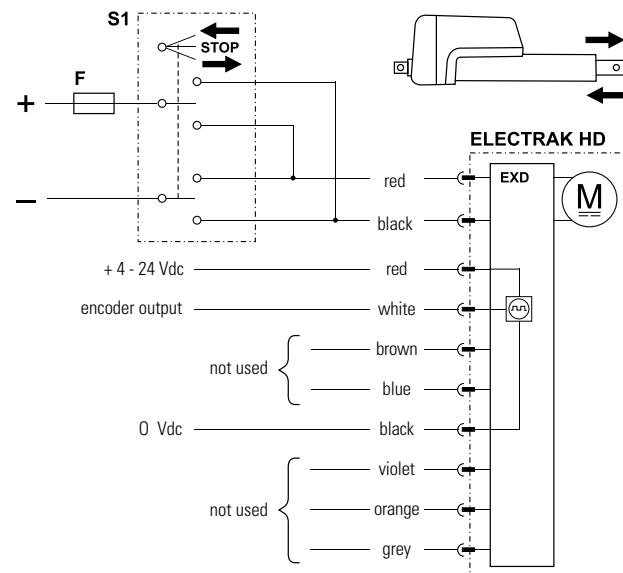 S1
STOP
F
+
–
ELECTRAK HD
EXD
M
red
black
+ 4 - 24 Vdc red
encoder output white
brown
not used
blue
0 Vdc black
violet
not used orange
grey